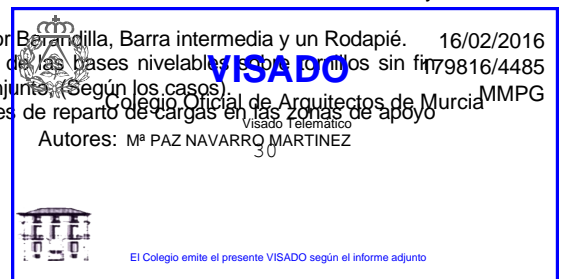 or Berandilla, Barra intermedia y un Rodapié. 16/02/2016
de las bases nivelables sobre tornillos sin fin 179816/4485
VISADO
junto, (Según los casos). MMPG
Colegio Oficial de Arquitectos de Murcia
es de reparto de cargas en las zonas de apoyo
Visado Telemático
Autores: Mª PAZ NAVARRO MARTINEZ
30
El Colegio emite el presente VISADO según el informe adjunto